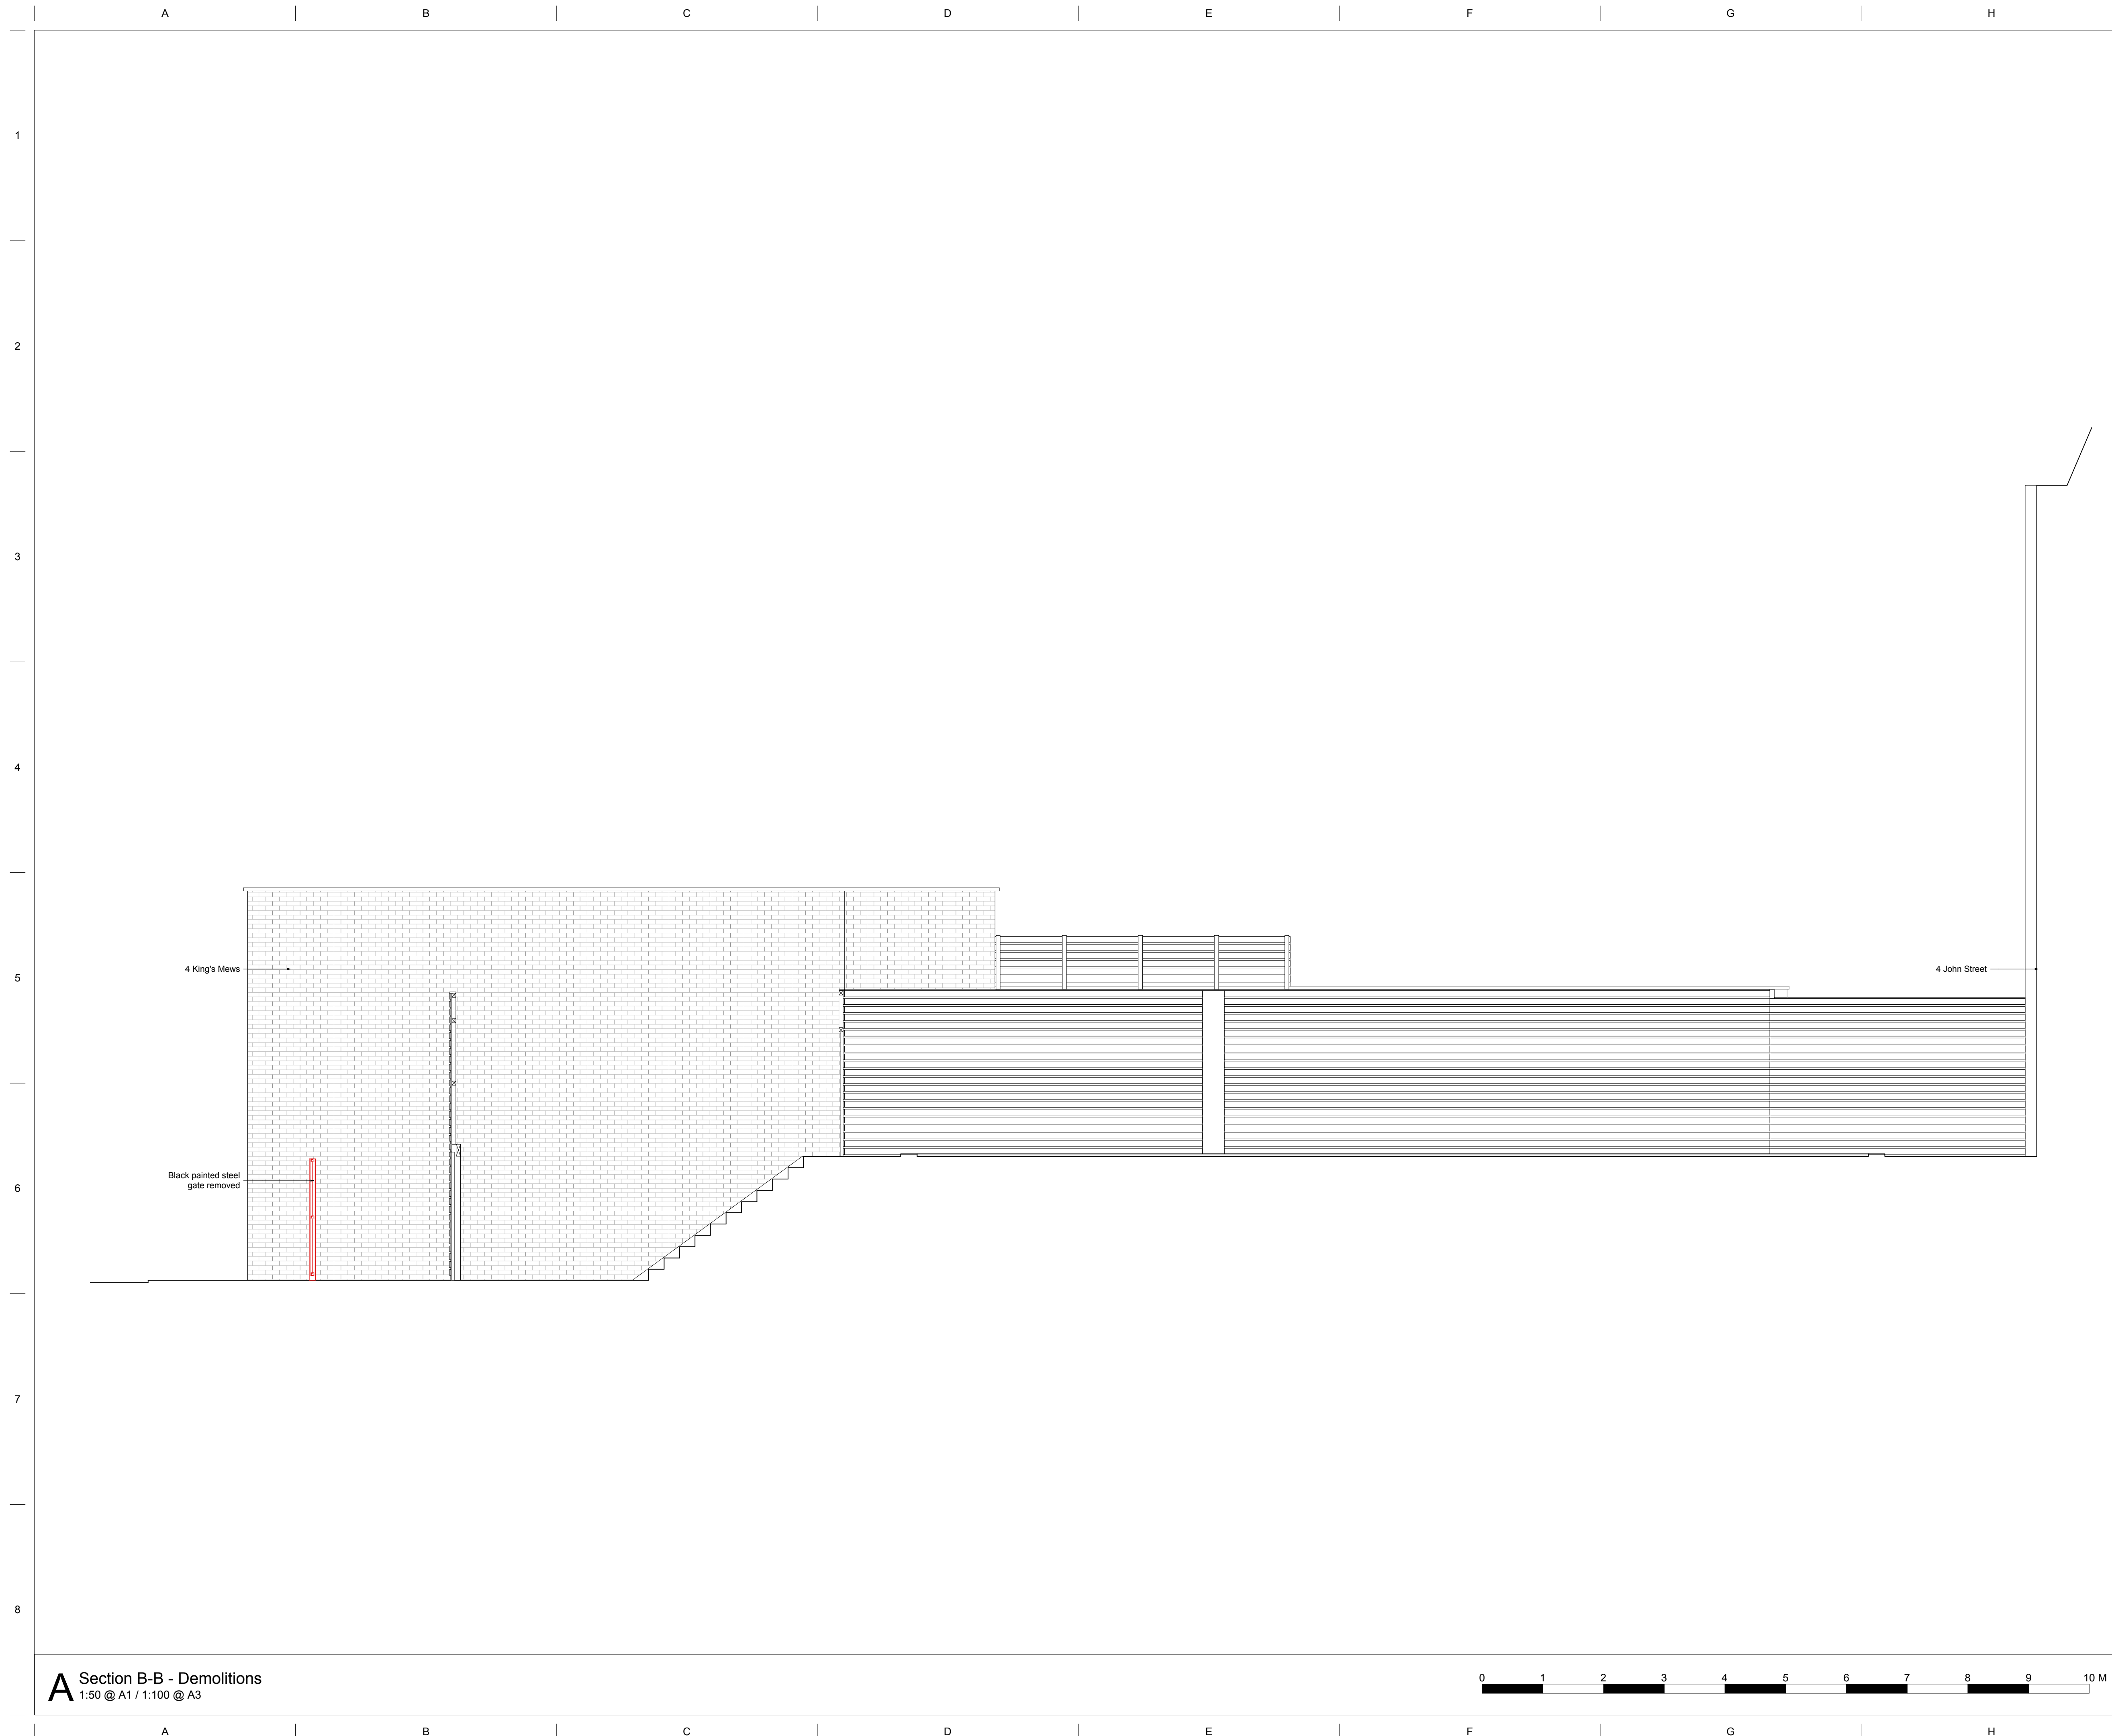 A B C D E F G H
1
2
3
4
5
6
7
8
4 King's Mews
4 John Street
Black painted steel
gate removed
A
Section B-B - Demolitions
1:50 @ A1 / 1:100 @ A3
0 1 2 3 4 5 6 7 8 9 10 M
A B C D E F G H